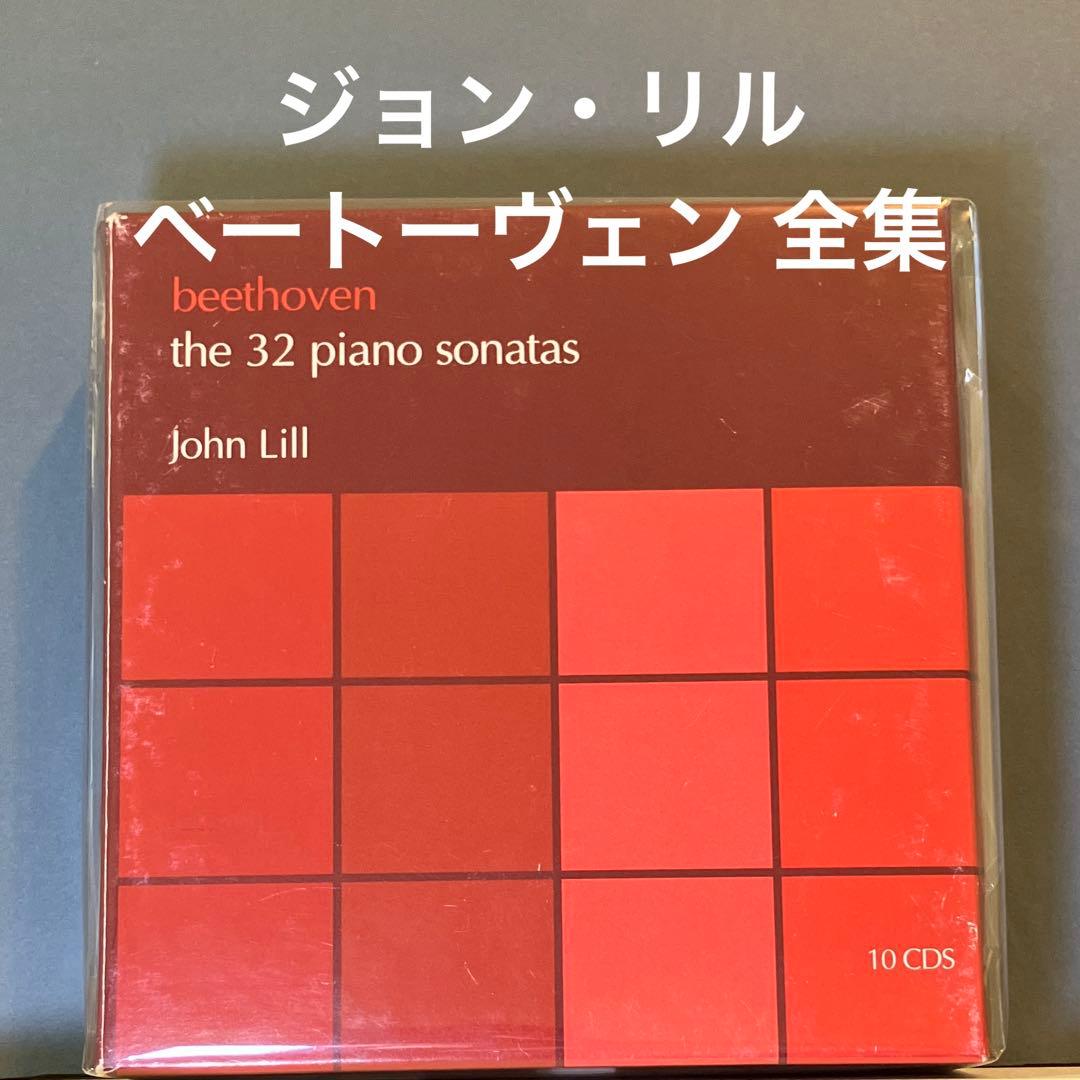 ジョン・リル
ベートーヴェン 全集
beethoven
the 32 piano sonatas
John Lill
10 CDS